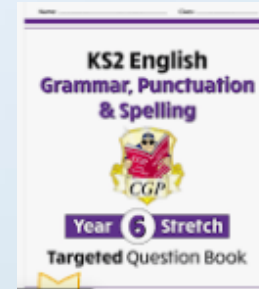 KS2 English
Grammar, Punctuation
& Spelling
CGP
Year 6 Stretch
Targeted Question Book